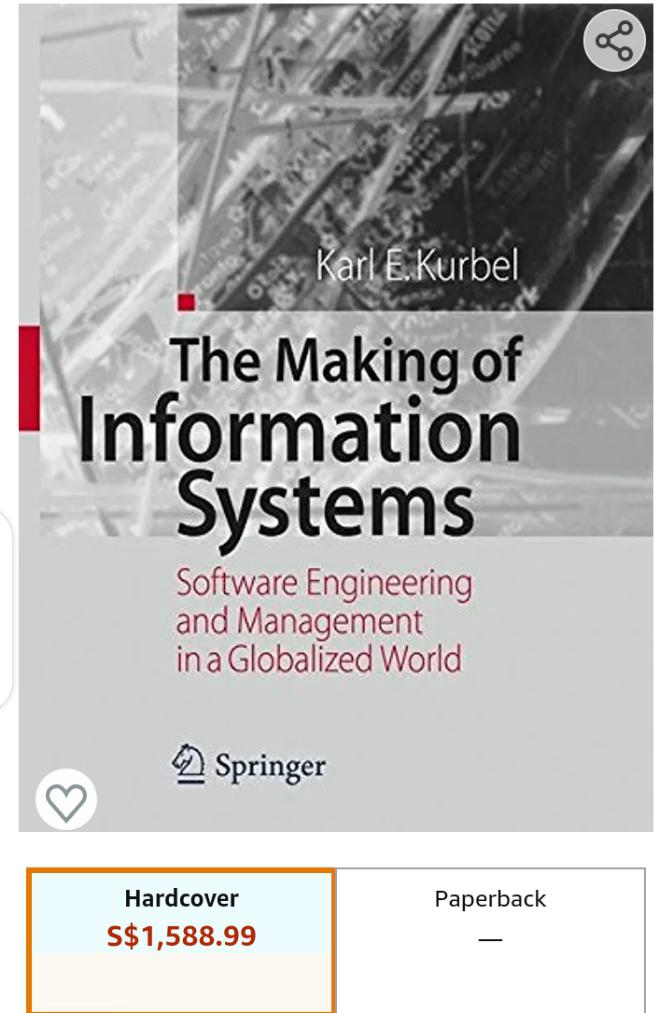 Karl E. Kurbel
The Making of
Information
Systems
Software Engineering
and Management
in a Globalized World
Springer
Hardcover
S$1,588.99
Paperback
—